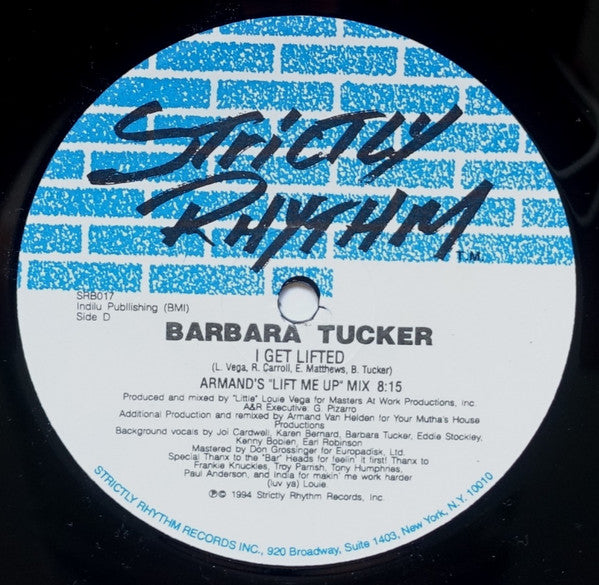 STRICTLY
RHYTHM
T.M.
SRB017
Indilu Publlishing (BMI)
Side D
BARBARA TUCKER
I GET LIFTED
(L. Vega, R. Carroll, E. Matthews, B. Tucker)
ARMAND'S "LIFT ME UP" MIX 8:15
Produced and mixed by "Little" Louie Vega for Masters At Work Productions, Inc.
A&R Executive: G. Pizarro
Additional Production and remixed by Armand Van Helden for Your Mutha's House
Productions
Background vocals by Joi Cardwell, Karen Bernard, Barbara Tucker, Eddie Stockley,
Kenny Bobien, Earl Robinson
Mastered by Don Grossinger for Europadisk, Ltd.
Special Thanx to the "Bar" Heads for feelin' it first! Thanx to
Frankie Knuckles, Troy Parrish, Tony Humphries,
Paul Anderson, and India for makin' me work harder
(luv ya) Louie.
℗© 1994 Strictly Rhythm Records, Inc.
STRICTLY RHYTHM RECORDS INC., 920 Broadway, Suite 1403, New York, N.Y. 10010